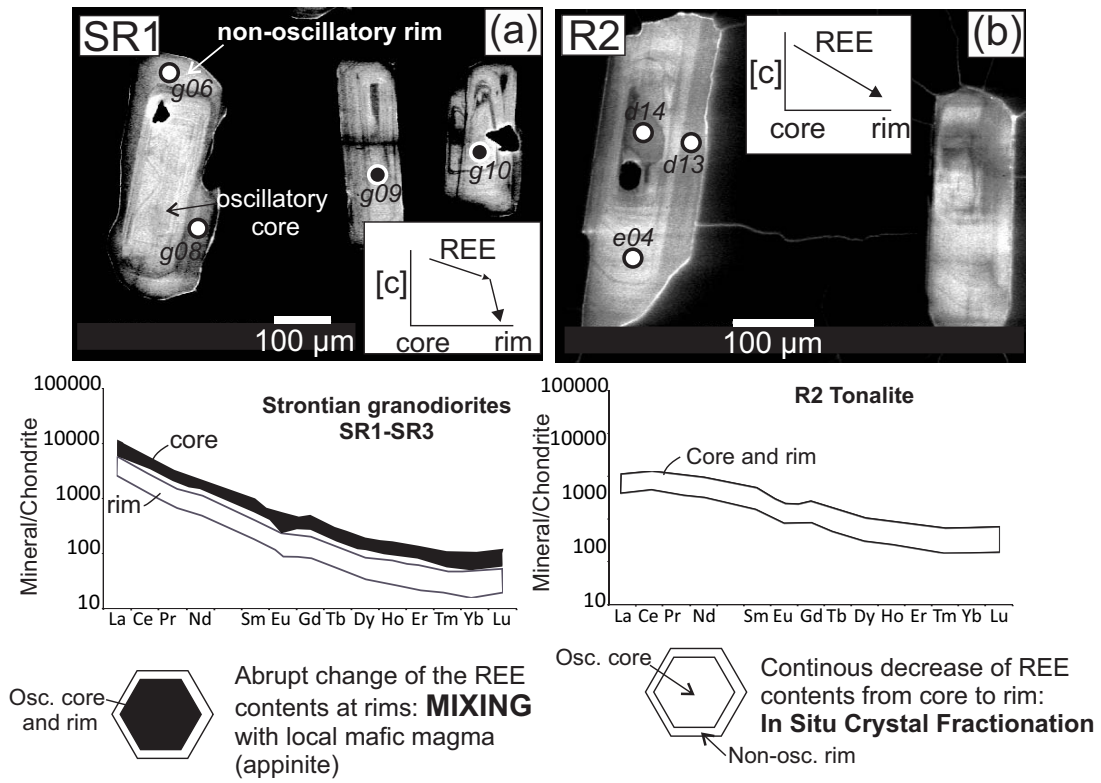 SR1
non-oscillatory rim
(a)
g06
g09
g10
oscillatory
core
g08
REE
[c]
core
rim
100 µm
R2
(b)
REE
[c]
core
rim
d14
d13
e04
100 µm
100000
10000
1000
100
10
Mineral/Chondrite
Strontian granodiorites
SR1-SR3
core
rim
La Ce Pr Nd Sm Eu Gd Tb Dy Ho Er Tm Yb Lu
100000
10000
1000
100
10
Mineral/Chondrite
R2 Tonalite
Core and rim
La Ce Pr Nd Sm Eu Gd Tb Dy Ho Er Tm Yb Lu
Osc. core
and rim
Abrupt change of the REE
contents at rims: MIXING
with local mafic magma
(appinite)
Osc. core
Non-osc. rim
Continous decrease of REE
contents from core to rim:
In Situ Crystal Fractionation